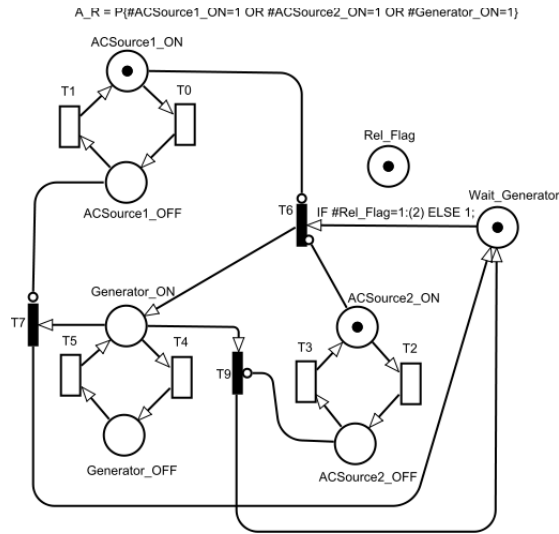 A_R = P{#ACSource1_ON=1 OR #ACSource2_ON=1 OR #Generator_ON=1}
ACSource1_ON
T1
T0
Rel_Flag
ACSource1_OFF
Wait_Generator
T6
IF #Rel_Flag=1:(2) ELSE 1;
Generator_ON
ACSource2_ON
T7
T5
T4
T9
T3
T2
Generator_OFF
ACSource2_OFF